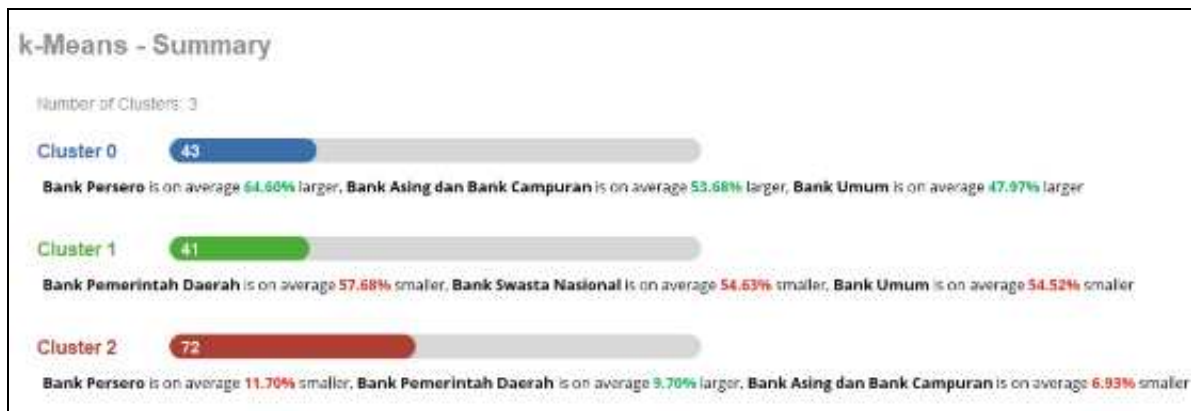 k-Means - Summary
Number of Clusters: 3
Cluster 0 43
Bank Persero is on average 64.60% larger, Bank Asing dan Bank Campuran is on average 53.68% larger, Bank Umum is on average 47.97% larger
Cluster 1 41
Bank Pemerintah Daerah is on average 57.68% smaller, Bank Swasta Nasional is on average 54.63% smaller, Bank Umum is on average 54.52% smaller
Cluster 2 72
Bank Persero is on average 11.70% smaller, Bank Pemerintah Daerah is on average 9.70% larger, Bank Asing dan Bank Campuran is on average 6.93% smaller